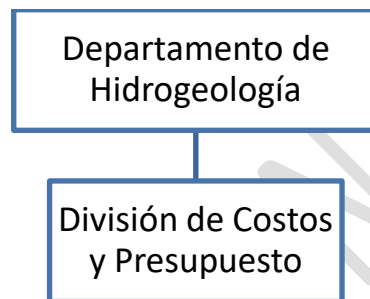 Departamento de
Hidrogeología
División de Costos
y Presupuesto